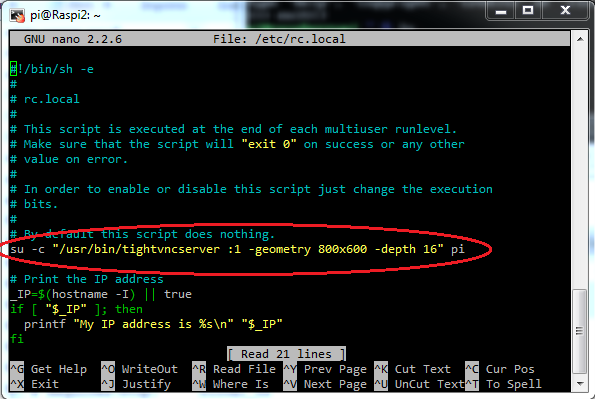 pi@Raspi2: ~
GNU nano 2.2.6 File: /etc/rc.local
#!/bin/sh -e
#
# rc.local
#
# This script is executed at the end of each multiuser runlevel.
# Make sure that the script will "exit 0" on success or any other
# value on error.
#
# In order to enable or disable this script just change the execution
# bits.
#
# By default this script does nothing.
su -c "/usr/bin/tightvncserver :1 -geometry 800x600 -depth 16" pi
# Print the IP address
_IP=$(hostname -I) || true
if [ "$_IP" ]; then
printf "My IP address is %s\n" "$_IP"
fi
[ Read 21 lines ]
^G Get Help ^O WriteOut ^R Read File ^Y Prev Page ^K Cut Text ^C Cur Pos
^X Exit ^J Justify ^W Where Is ^V Next Page ^U UnCut Text ^T To Spell